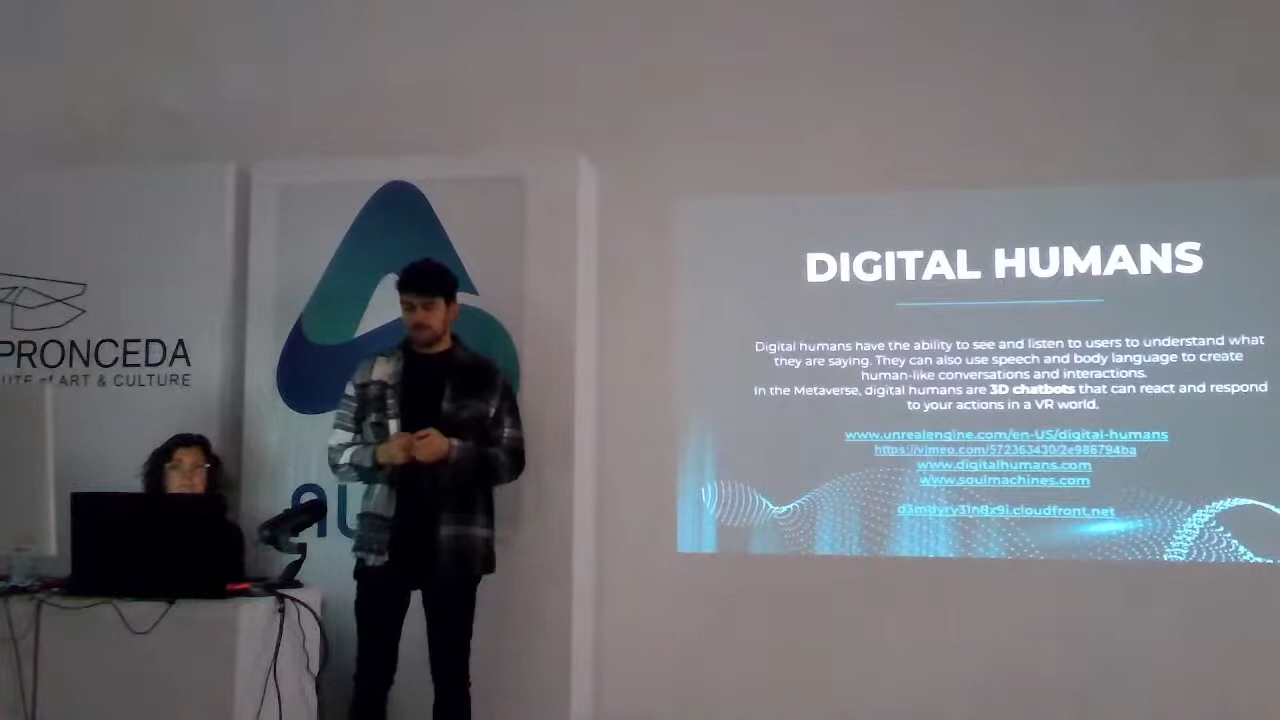 PRONCEDA
ART & CULTURE
DIGITAL HUMANS
Digital humans have the ability to see and listen to users to understand what
they are saying. They can also use speech and body language to create
human-like conversations and interactions.
In the Metaverse, digital humans are 3D chatbots that can react and respond
to your actions in a VR world.
www.unrealengine.com/en-US/digital-humans
https://vimeo.com/572363430/2e986794ba
www.digitalhumans.com
www.soulmachines.com